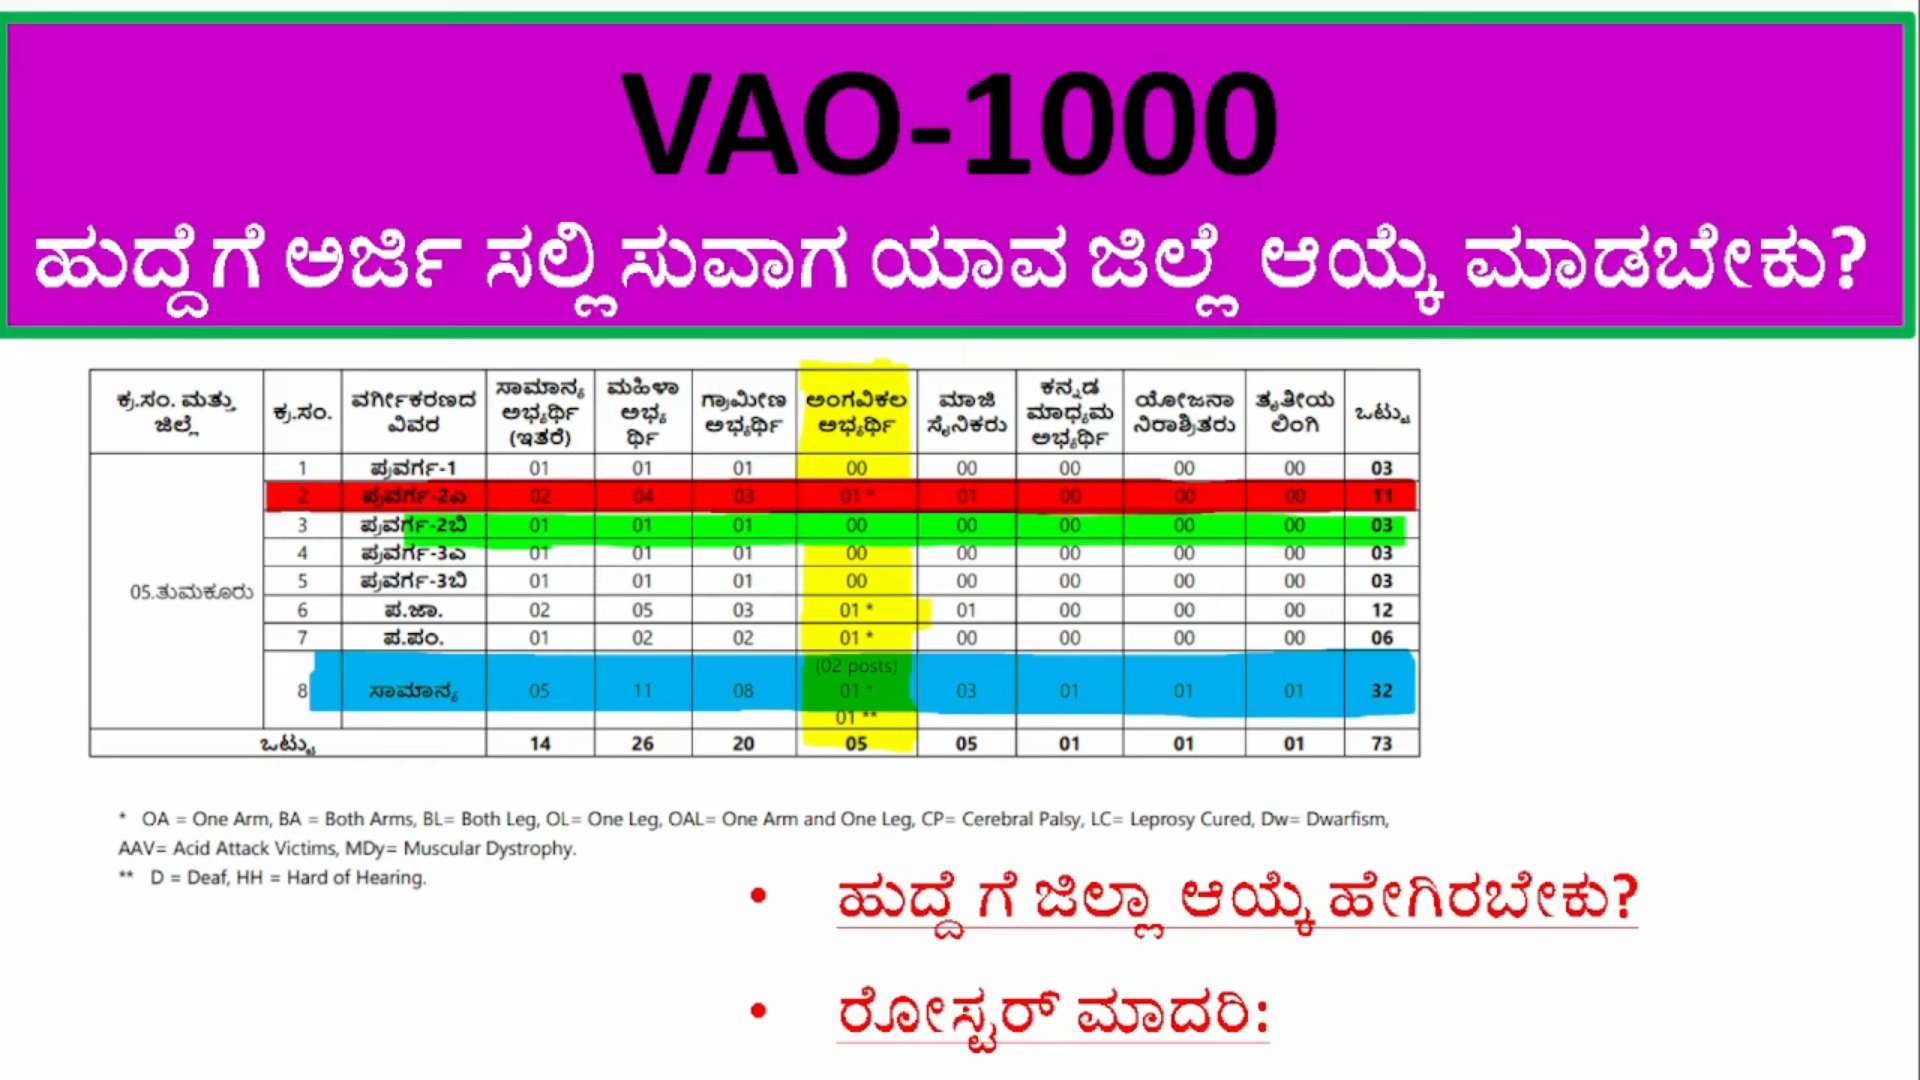 VAO-1000
ಹುದ್ದೆಗೆ ಅರ್ಜಿ ಸಲ್ಲಿಸುವಾಗ ಯಾವ ಜಿಲ್ಲೆ ಆಯ್ಕೆ ಮಾಡಬೇಕು?
ಕ್ರ.ಸಂ. ಮತ್ತು ಜಿಲ್ಲೆ ಕ್ರ.ಸಂ. ವರ್ಗೀಕರಣದ ವಿವರ ಸಾಮಾನ್ಯ ಅಭ್ಯರ್ಥಿ (ಇತರೆ) ಮಹಿಳಾ ಅಭ್ಯರ್ಥಿ ಗ್ರಾಮೀಣ ಅಭ್ಯರ್ಥಿ ಅಂಗವಿಕಲ ಅಭ್ಯರ್ಥಿ ಮಾಜಿ ಸೈನಿಕರು ಕನ್ನಡ ಮಾಧ್ಯಮ ಅಭ್ಯರ್ಥಿ ಯೋಜನಾ ನಿರಾಶ್ರಿತರು ತೃತೀಯ ಲಿಂಗಿ ಒಟ್ಟು
05.ತುಮಕೂರು
1 ಪ್ರವರ್ಗ-1 01 01 01 00 00 00 00 00 03
2 ಪ್ರವರ್ಗ-2ಎ 02 04 03 01 * 01 00 00 00 11
3 ಪ್ರವರ್ಗ-2ಬಿ 01 01 01 00 00 00 00 00 03
4 ಪ್ರವರ್ಗ-3ಎ 01 01 01 00 00 00 00 00 03
5 ಪ್ರವರ್ಗ-3ಬಿ 01 01 01 00 00 00 00 00 03
6 ಪ.ಜಾ. 02 05 03 01 * 01 00 00 00 12
7 ಪ.ಪಂ. 01 02 02 01 * 00 00 00 00 06
8 ಸಾಮಾನ್ಯ 05 11 08 (02 posts) 01 * 01 ** 03 01 01 01 32
ಒಟ್ಟು 14 26 20 05 05 01 01 01 73
* OA = One Arm, BA = Both Arms, BL= Both Leg, OL= One Leg, OAL= One Arm and One Leg, CP= Cerebral Palsy, LC= Leprosy Cured, Dw= Dwarfism,
AAV= Acid Attack Victims, MDy= Muscular Dystrophy.
** D = Deaf, HH = Hard of Hearing.
• ಹುದ್ದೆ ಗೆ ಜಿಲ್ಲಾ ಆಯ್ಕೆ ಹೇಗಿರಬೇಕು?
• ರೋಸ್ಟರ್ ಮಾದರಿ: